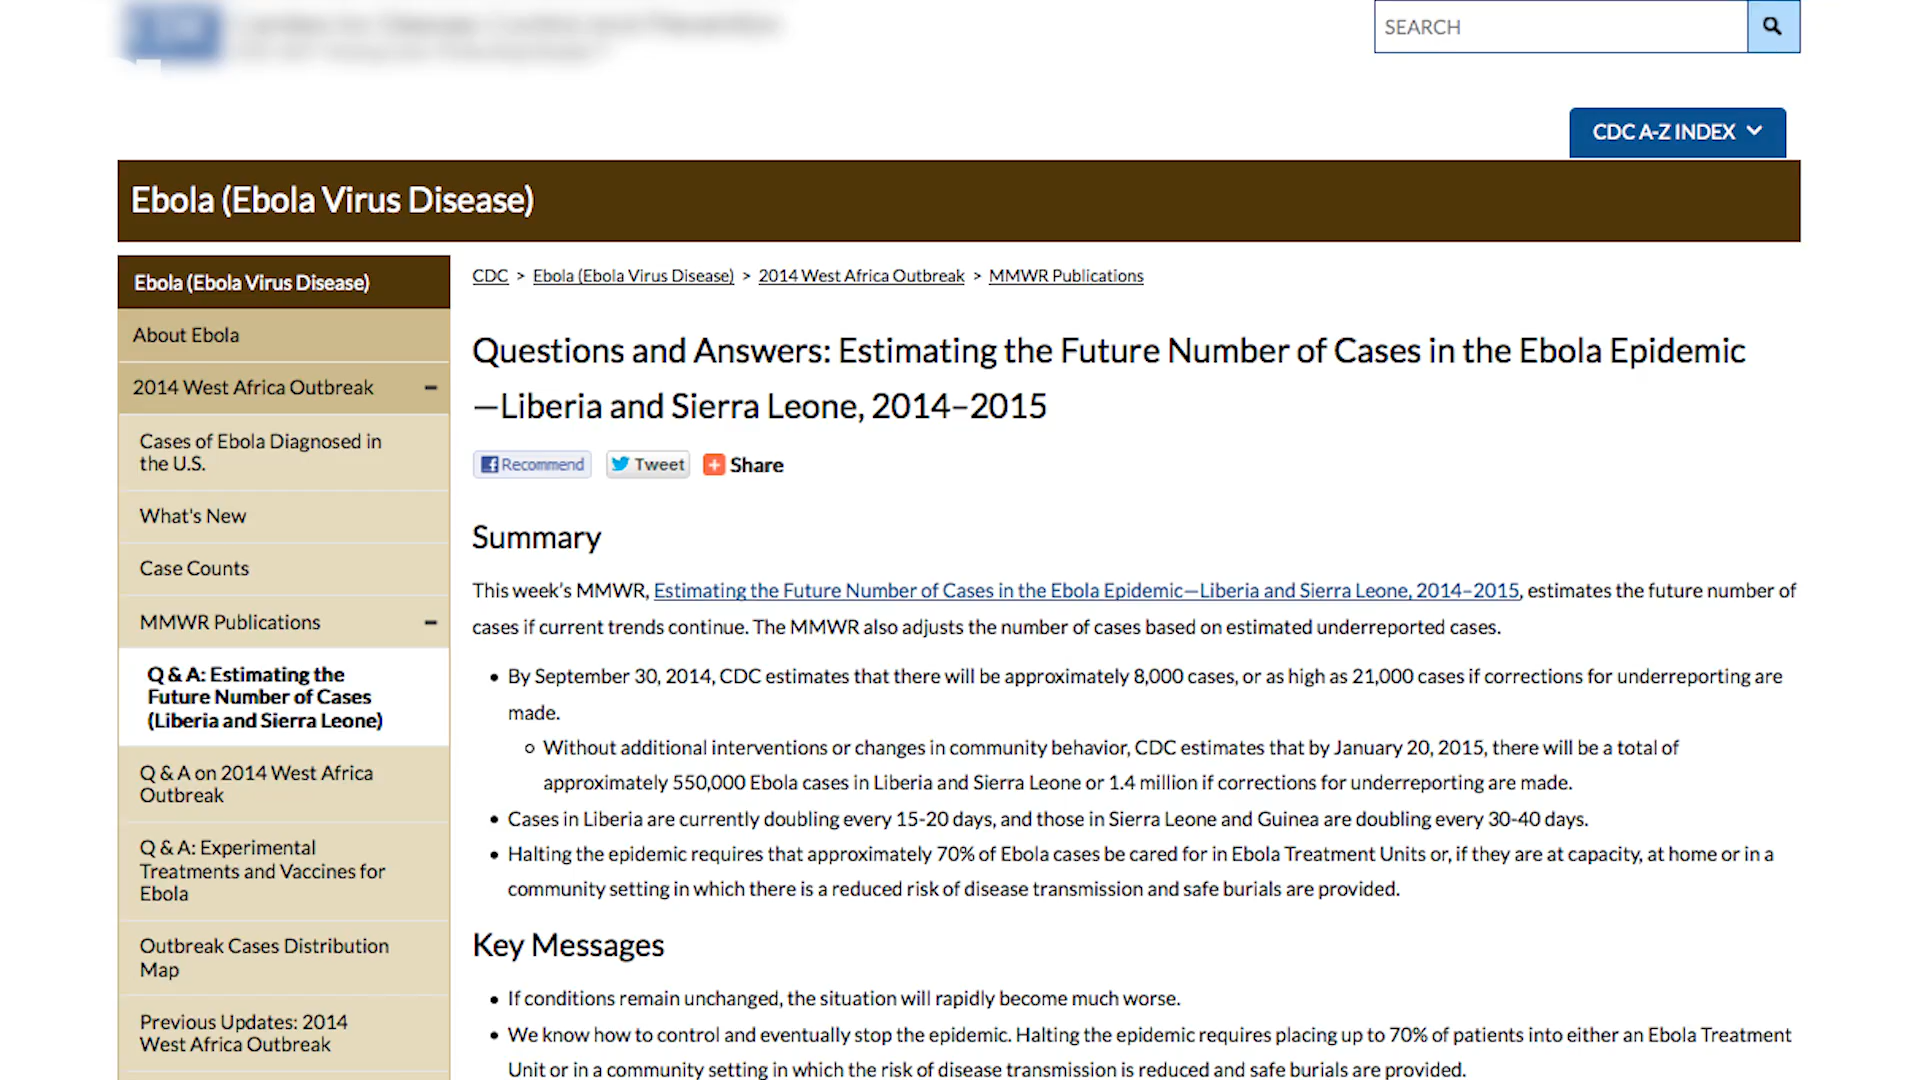 SEARCH
CDC A-Z INDEX
Ebola (Ebola Virus Disease)
Ebola (Ebola Virus Disease)
About Ebola
2014 West Africa Outbreak
Cases of Ebola Diagnosed in
the U.S.
What's New
Case Counts
MMWR Publications
Q & A: Estimating the
Future Number of Cases
(Liberia and Sierra Leone)
Q & A on 2014 West Africa
Outbreak
Q & A: Experimental
Treatments and Vaccines for
Ebola
Outbreak Cases Distribution
Map
Previous Updates: 2014
West Africa Outbreak
CDC > Ebola (Ebola Virus Disease) > 2014 West Africa Outbreak > MMWR Publications
Questions and Answers: Estimating the Future Number of Cases in the Ebola Epidemic
—Liberia and Sierra Leone, 2014–2015
Recommend Tweet Share
Summary
This week’s MMWR, Estimating the Future Number of Cases in the Ebola Epidemic—Liberia and Sierra Leone, 2014–2015, estimates the future number of
cases if current trends continue. The MMWR also adjusts the number of cases based on estimated underreported cases.
• By September 30, 2014, CDC estimates that there will be approximately 8,000 cases, or as high as 21,000 cases if corrections for underreporting are
made.
○ Without additional interventions or changes in community behavior, CDC estimates that by January 20, 2015, there will be a total of
approximately 550,000 Ebola cases in Liberia and Sierra Leone or 1.4 million if corrections for underreporting are made.
• Cases in Liberia are currently doubling every 15-20 days, and those in Sierra Leone and Guinea are doubling every 30-40 days.
• Halting the epidemic requires that approximately 70% of Ebola cases be cared for in Ebola Treatment Units or, if they are at capacity, at home or in a
community setting in which there is a reduced risk of disease transmission and safe burials are provided.
Key Messages
• If conditions remain unchanged, the situation will rapidly become much worse.
• We know how to control and eventually stop the epidemic. Halting the epidemic requires placing up to 70% of patients into either an Ebola Treatment
Unit or in a community setting in which the risk of disease transmission is reduced and safe burials are provided.